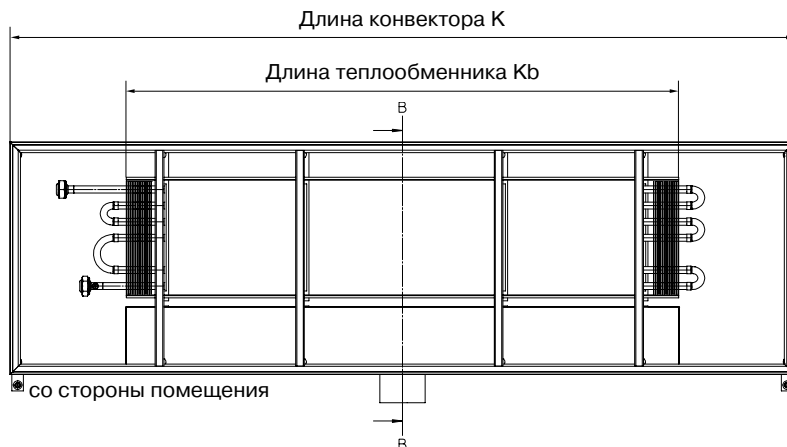 Длина конвектора K
Длина теплообменника Kb
B
со стороны помещения
B